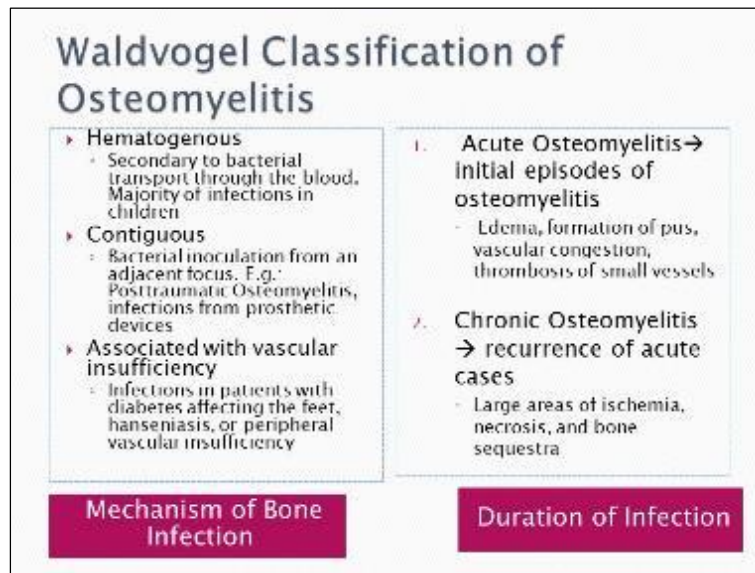 Waldvogel Classification of
Osteomyelitis
Hematogenous
Secondary to bacterial
transport through the blood.
Majority of infections in
children
Contiguous
Bacterial inoculation from an
adjacent focus. E.g.:
Posttraumatic Osteomyelitis,
infections from prosthetic
devices
Associated with vascular
insufficiency
Infections in patients with
diabetes affecting the feet,
hanseniasis, or peripheral
vascular insufficiency
Mechanism of Bone
Infection
1. Acute Osteomyelitis→
initial episodes of
osteomyelitis
Edema, formation of pus,
vascular congestion,
thrombosis of small vessels
2. Chronic Osteomyelitis
→ recurrence of acute
cases
Large areas of ischemia,
necrosis, and bone
sequestra
Duration of Infection